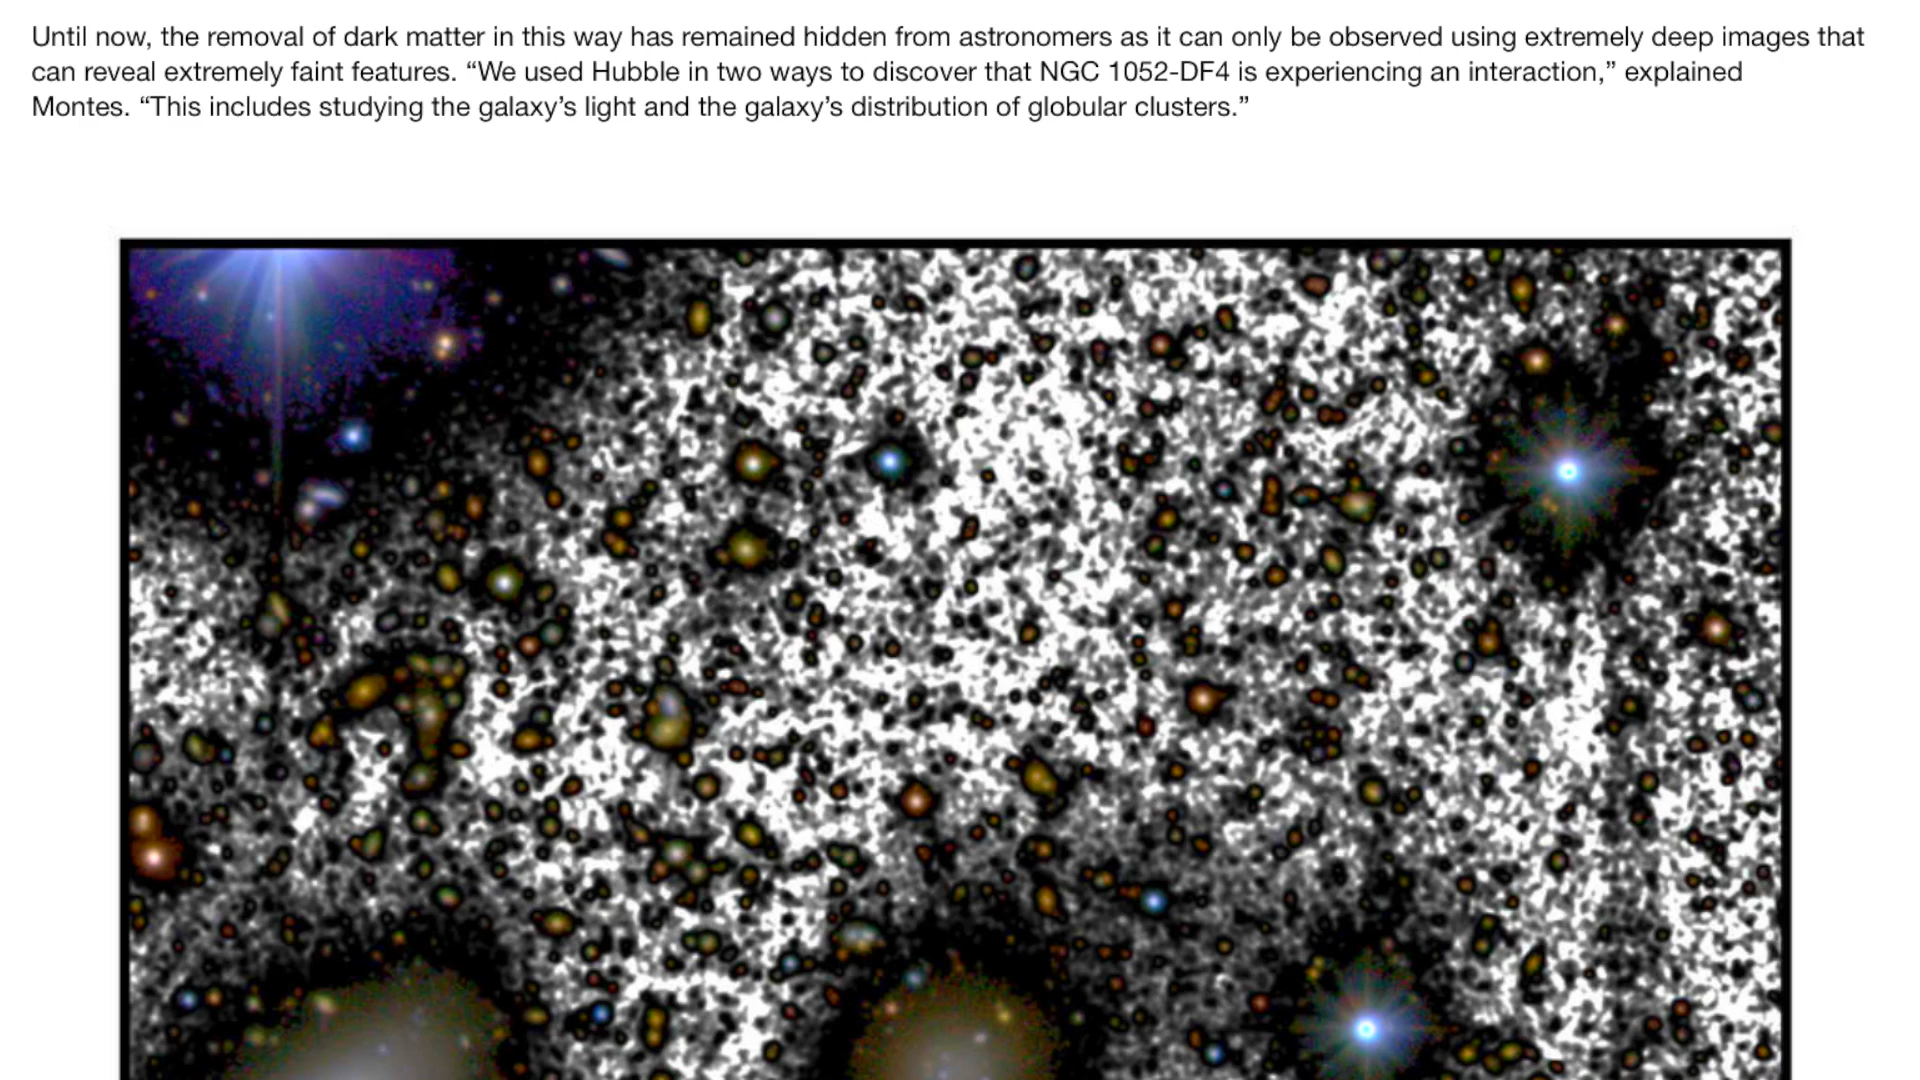 Until now, the removal of dark matter in this way has remained hidden from astronomers as it can only be observed using extremely deep images that
can reveal extremely faint features. “We used Hubble in two ways to discover that NGC 1052-DF4 is experiencing an interaction,” explained
Montes. “This includes studying the galaxy’s light and the galaxy’s distribution of globular clusters.”